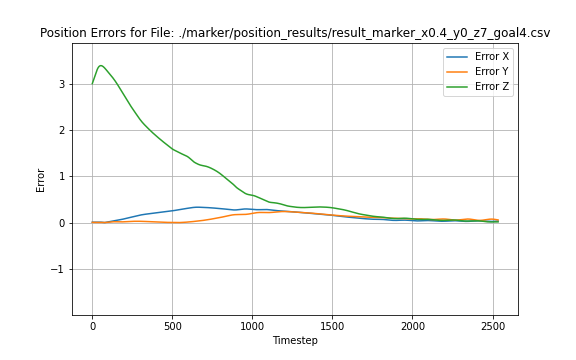 Position Errors for File: ./marker/position_results/result_marker_x0.4_y0_z7_goal4.csv
Error X
Error Y
Error Z
3
2
1
0
−1
Error
0
500
1000
1500
2000
2500
Timestep